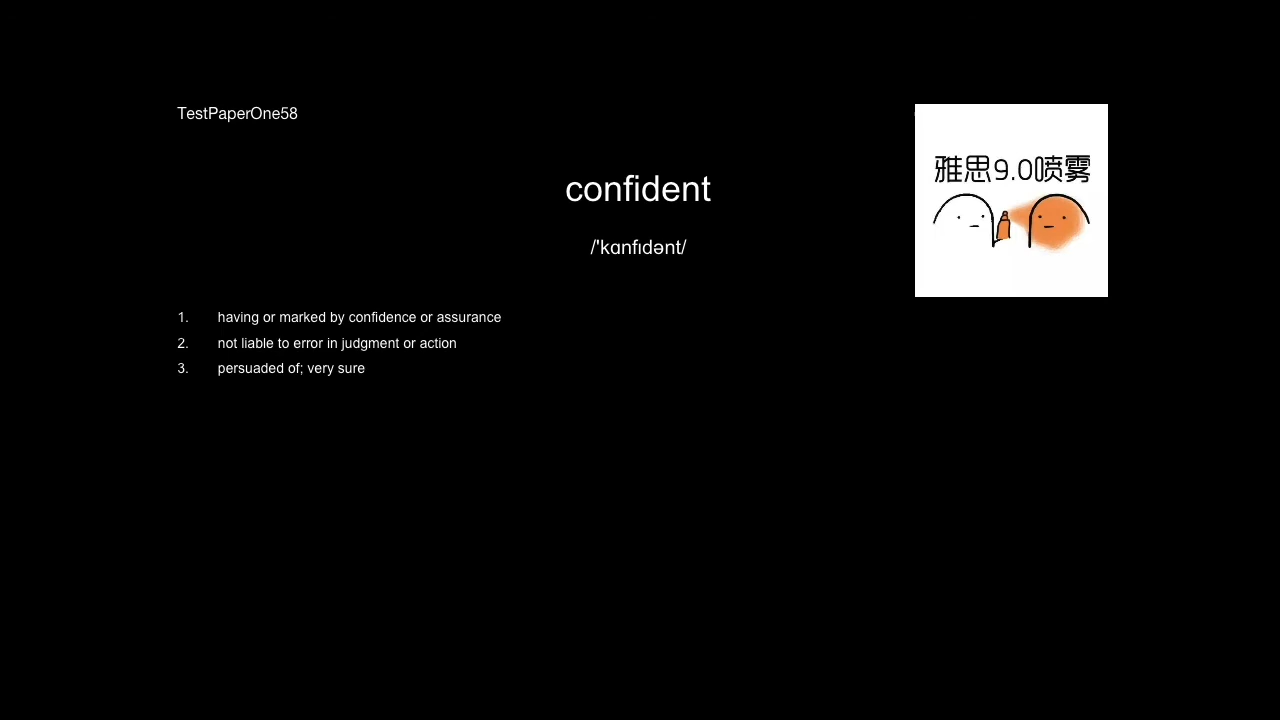 TestPaperOne58
雅思9.0喷雾
confident
/'kɑnfɪdənt/
1. having or marked by confidence or assurance
2. not liable to error in judgment or action
3. persuaded of; very sure